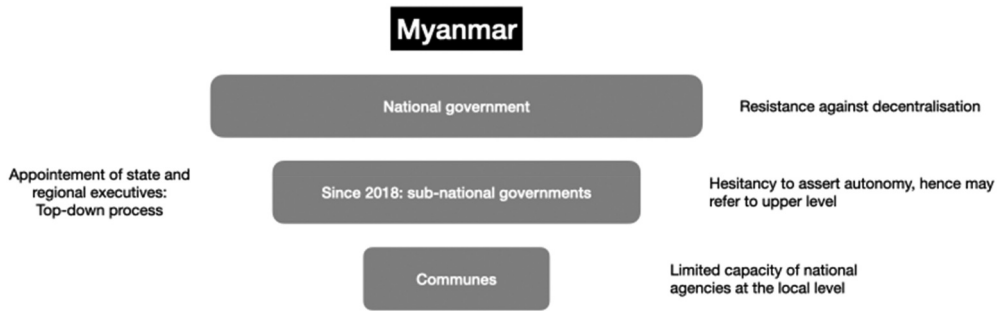 Myanmar
National government
Resistance against decentralisation
Appointement of state and
regional executives:
Top-down process
Since 2018: sub-national governments
Hesitancy to assert autonomy, hence may
refer to upper level
Communes
Limited capacity of national
agencies at the local level